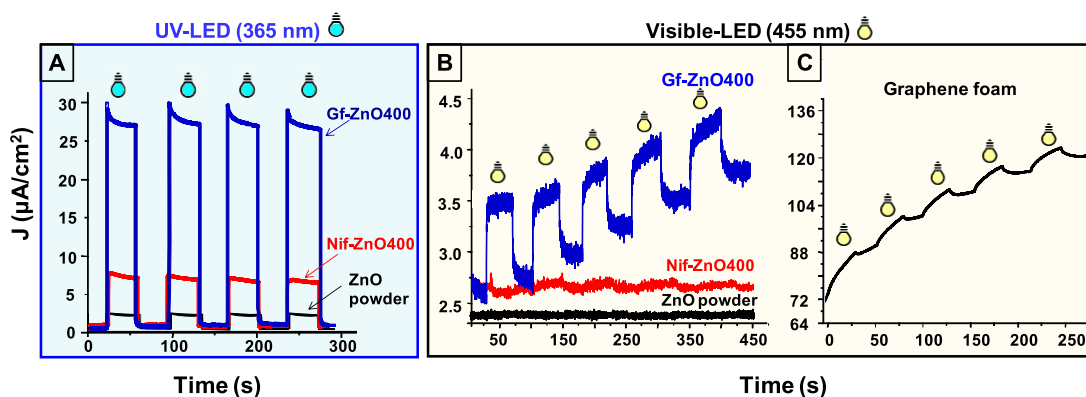 UV-LED (365 nm)
Visible-LED (455 nm)
A
B
C
J (µA/cm²)
30
25
20
15
10
5
0
0
100
200
300
Gf-ZnO400
Nif-ZnO400
ZnO
powder
Gf-ZnO400
4.5
4.0
3.5
3.0
2.5
Nif-ZnO400
ZnO powder
50
150
250
350
450
Graphene foam
136
120
104
88
72
64
0
50
100
150
200
250
Time (s)
Time (s)